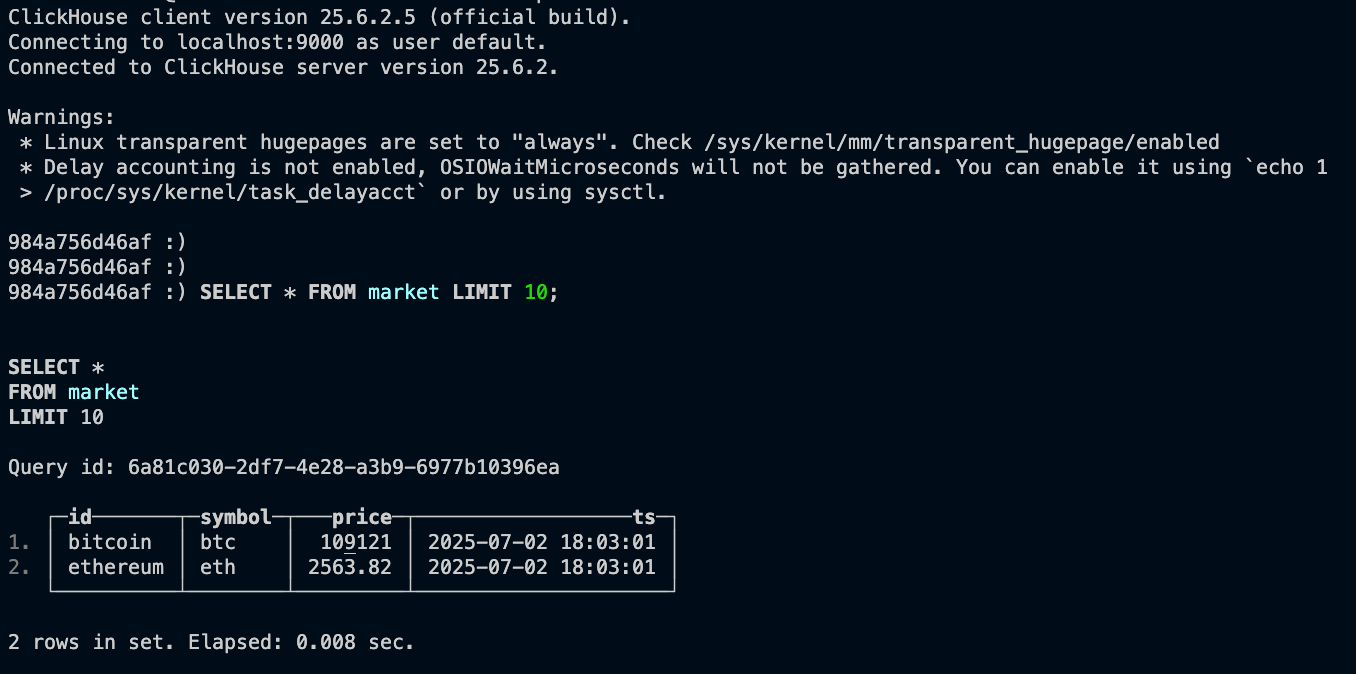 ClickHouse client version 25.6.2.5 (official build).
Connecting to localhost:9000 as user default.
Connected to ClickHouse server version 25.6.2.

Warnings:
 * Linux transparent hugepages are set to "always". Check /sys/kernel/mm/transparent_hugepage/enabled
 * Delay accounting is not enabled, OSIOWaitMicroseconds will not be gathered. You can enable it using `echo 1
 > /proc/sys/kernel/task_delayacct` or by using sysctl.

984a756d46af :)
984a756d46af :)
984a756d46af :) SELECT * FROM market LIMIT 10;

SELECT *
FROM market
LIMIT 10

Query id: 6a81c030-2df7-4e28-a3b9-6977b10396ea

   ┌─id───────┬─symbol─┬───price─┬──────────────────ts─┐
1. │ bitcoin  │ btc    │  109121 │ 2025-07-02 18:03:01 │
2. │ ethereum │ eth    │ 2563.82 │ 2025-07-02 18:03:01 │
   └──────────┴────────┴─────────┴─────────────────────┘

2 rows in set. Elapsed: 0.008 sec.